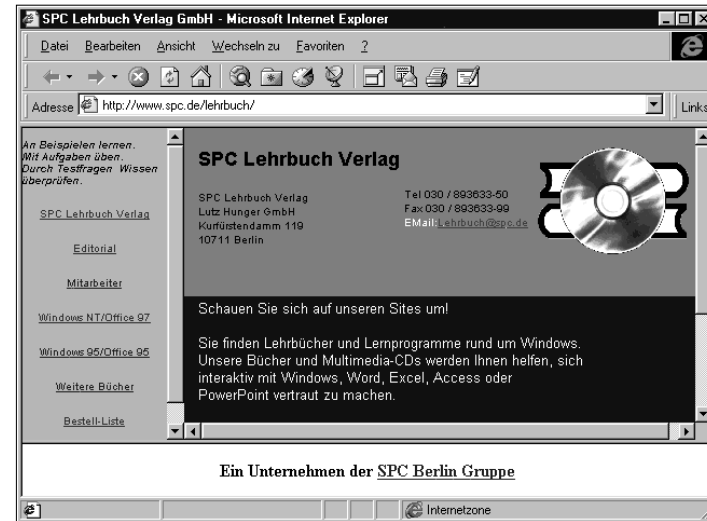 SPC Lehrbuch Verlag GmbH - Microsoft Internet Explorer
Datei Bearbeiten Ansicht Wechseln zu Favoriten ?
Adresse http://www.spc.de/lehrbuch/ Links
An Beispielen lernen.
Mit Aufgaben üben.
Durch Testfragen Wissen
überprüfen.
SPC Lehrbuch Verlag
Editorial
Mitarbeiter
Windows NT/Office 97
Windows 95/Office 95
Weitere Bücher
Bestell-Liste
SPC Lehrbuch Verlag
SPC Lehrbuch Verlag
Lutz Hunger GmbH
Kurfürstendamm 119
10711 Berlin
Tel 030 / 893633-50
Fax 030 / 893633-99
EMail:Lehrbuch@spc.de
Schauen Sie sich auf unseren Sites um!
Sie finden Lehrbücher und Lernprogramme rund um Windows.
Unsere Bücher und Multimedia-CDs werden Ihnen helfen, sich
interaktiv mit Windows, Word, Excel, Access oder
PowerPoint vertraut zu machen.
Ein Unternehmen der SPC Berlin Gruppe
Internetzone